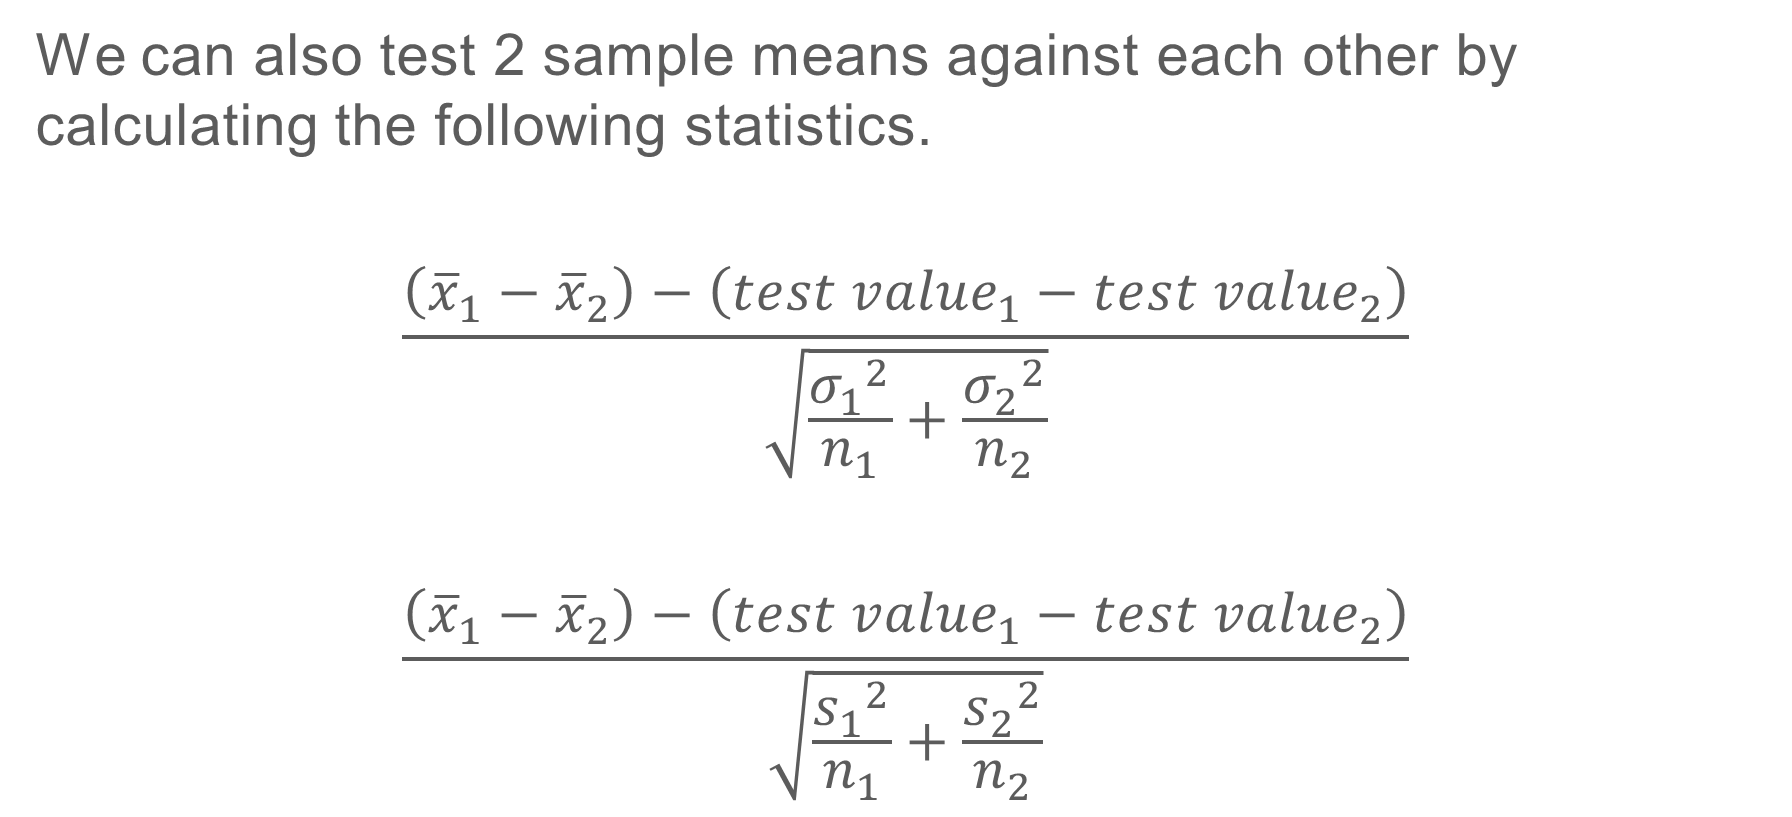 We can also test 2 sample means against each other by
calculating the following statistics.
(x̅₁ − x̅₂) − (test value₁ − test value₂)
√(σ₁²/n₁ + σ₂²/n₂)
(x̅₁ − x̅₂) − (test value₁ − test value₂)
√(s₁²/n₁ + s₂²/n₂)